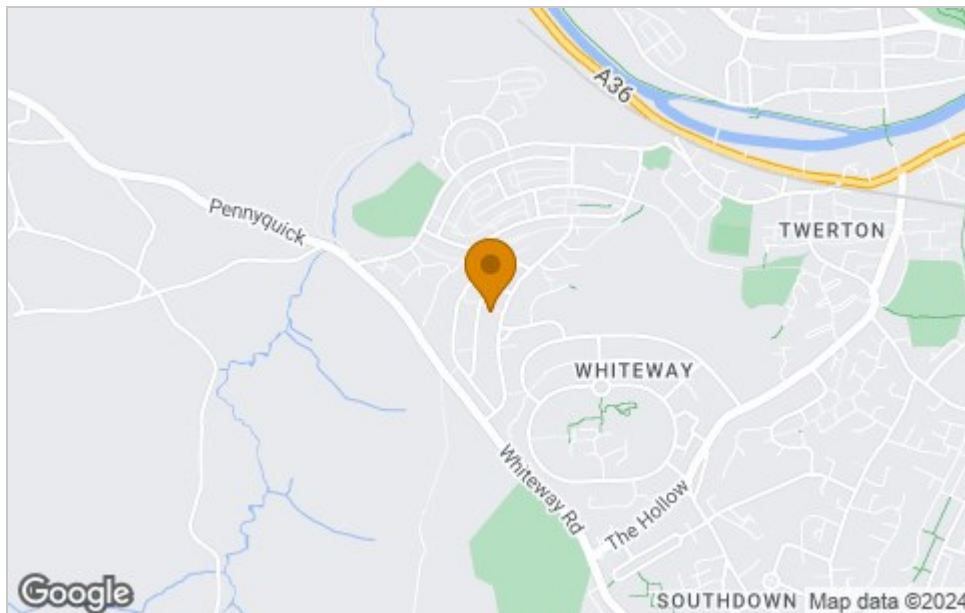 A36
Pennyquick
TWERTON
WHITEWAY
Whiteway Rd
The Hollow
Google
SOUTHDOWN
Map data ©2024